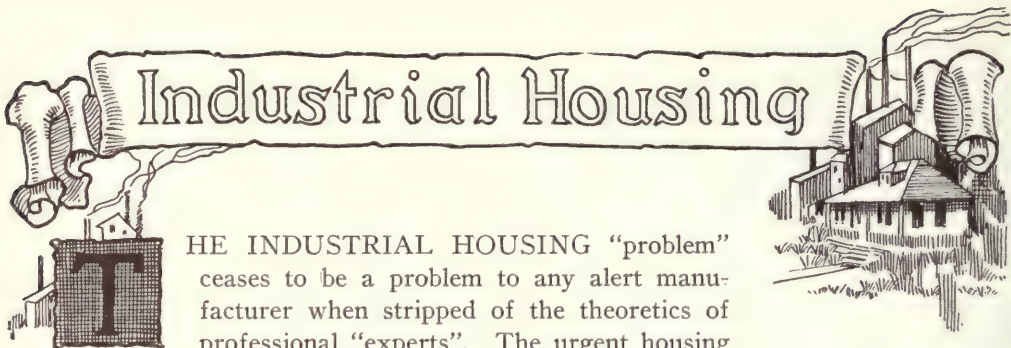 Industrial Housing
THE INDUSTRIAL HOUSING “problem”
ceases to be a problem to any alert manu-
facturer when stripped of the theoretics of
professional “experts”. The urgent housing